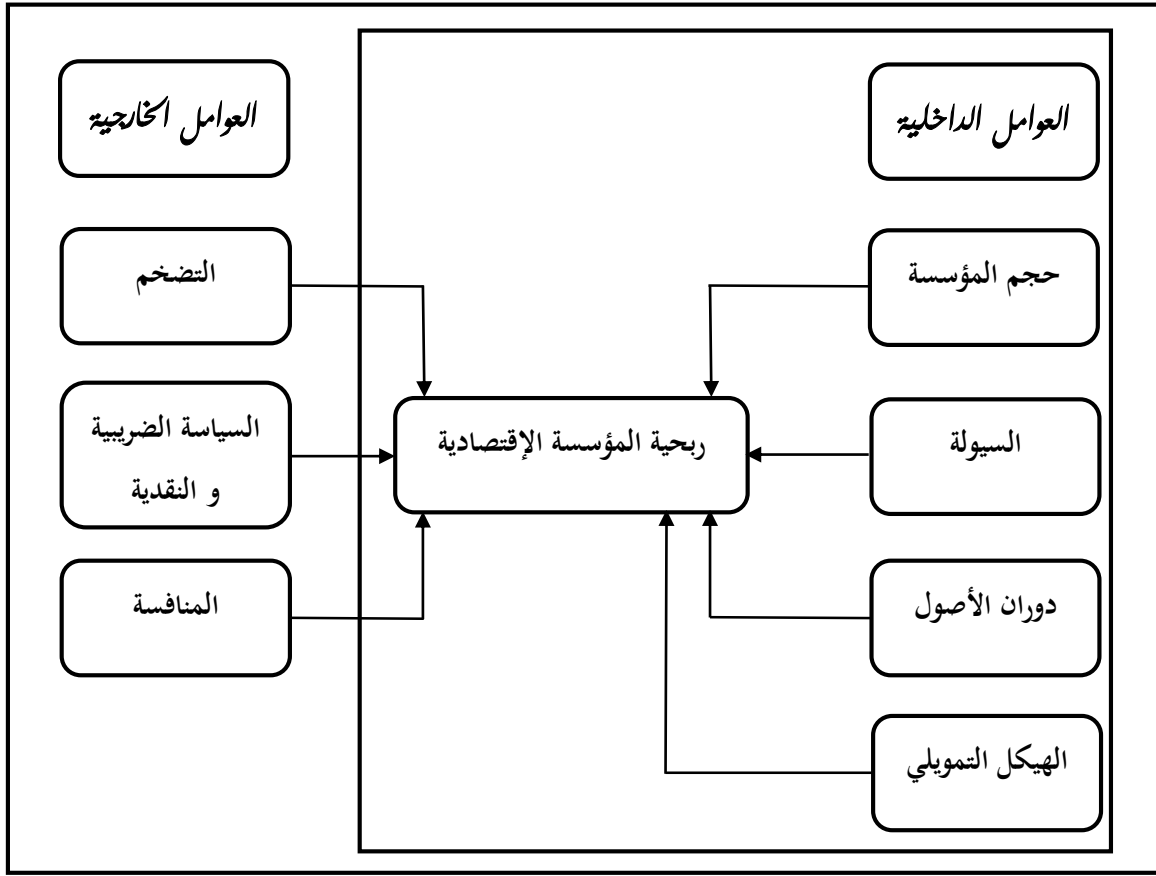 العوامل الداخلية
العوامل الخارجية
حجم المؤسسة
التضخم
السيولة
ربحية المؤسسة الإقتصادية
السياسة الضريبية
و النقدية
دوران الأصول
المنافسة
الهيكل التمويلي